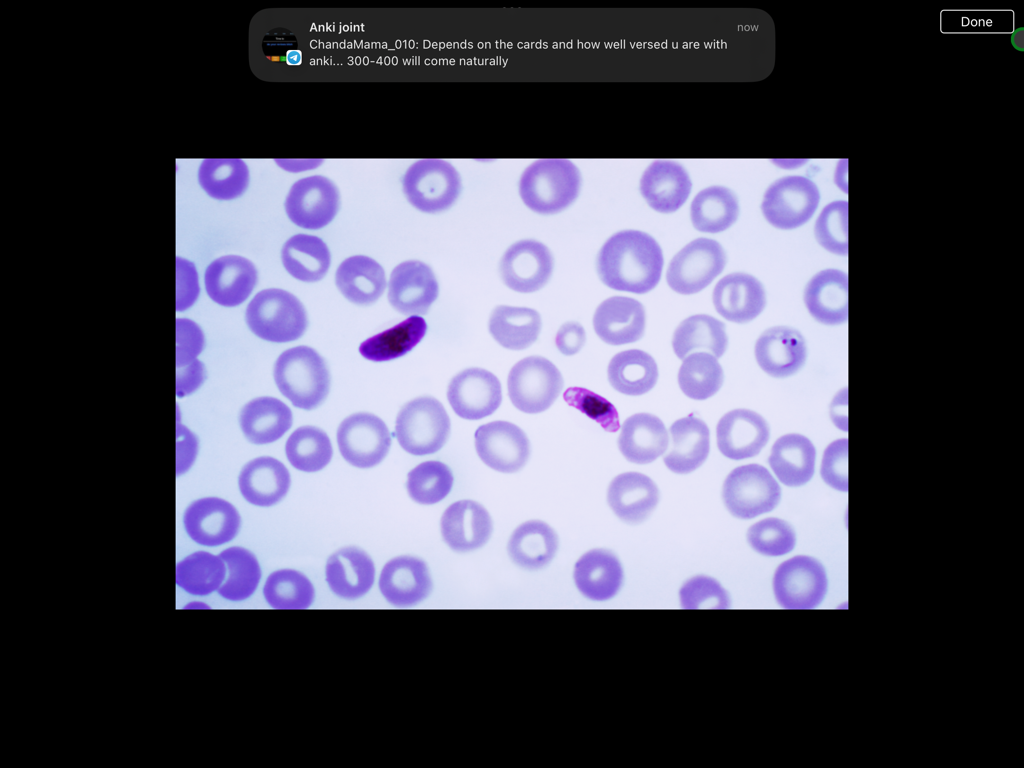 Anki joint
now
ChandaMama_010: Depends on the cards and how well versed u are with
anki... 300-400 will come naturally
Done